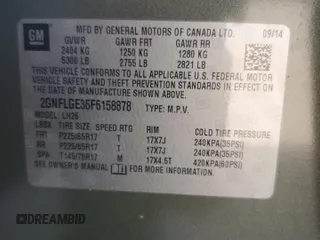 GM
MFD BY GENERAL MOTORS OF CANADA LTD. 09/14
GVWR GAWR FRT GAWR RR
2404 KG 1250 KG 1280 KG
5300 LB 2755 LB 2821 LB
THIS VEHICLE CONFORMS TO ALL APPLICABLE U.S. FEDERAL MOTOR
VEHICLE SAFETY AND THEFT PREVENTION STANDARDS IN EFFECT ON
THE DATE OF MANUFACTURE SHOWN ABOVE.
2GNFLGE36F6158878 TYPE: M.P.V.
MODEL: LH26
TIRE SIZE SPEED RTG RIM COLD TIRE PRESSURE
FRT P225/65R17 T 17X7J 240KPA(35PSI)
RR P225/65R17 T 17X7J 240KPA(35PSI)
SPA T145/70R17 M 17X4.5T 420KPA(60PSI)
SEE OWNER'S MANUAL FOR ADDITIONAL INFORMATION.
DREAMBID